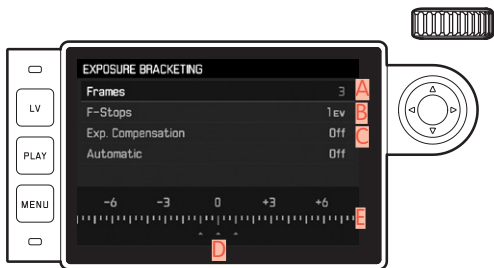 EXPOSURE BRACKETING
Frames 3 A
F-Stops 1EV B
Exp. Compensation Off C
Automatic Off
LV
PLAY
MENU
-6 -3 0 +3 +6
E
D